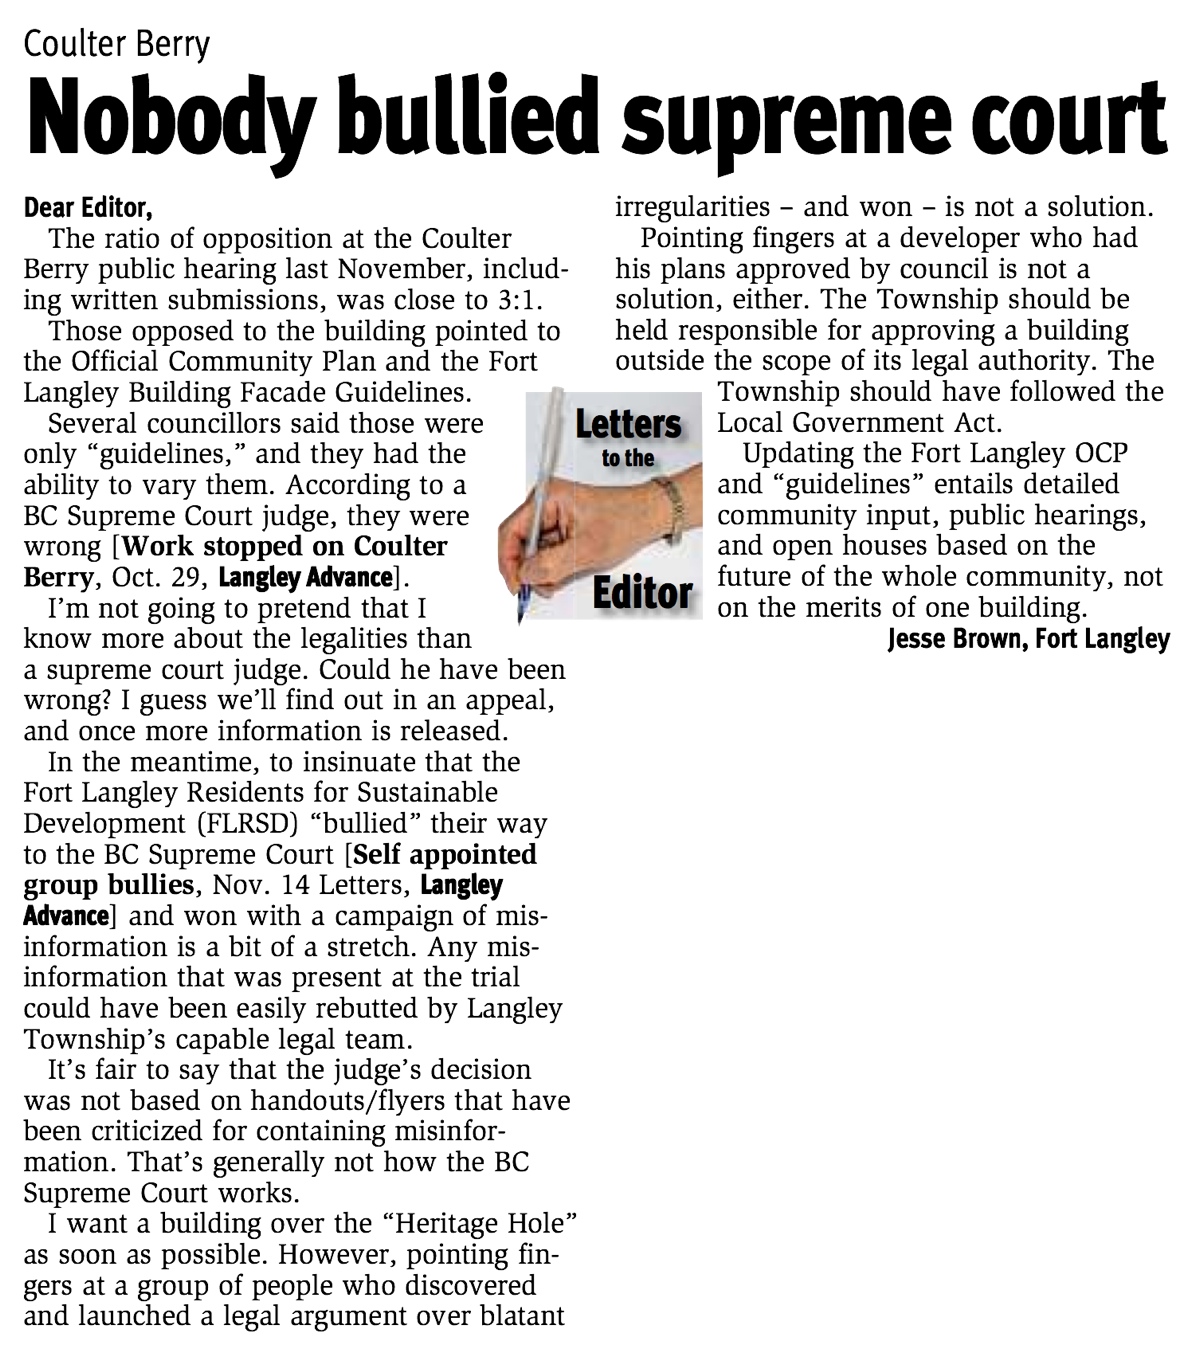 Coulter Berry
Nobody bullied supreme court
Dear Editor,
The ratio of opposition at the Coulter
Berry public hearing last November, includ-
ing written submissions, was close to 3:1.
Those opposed to the building pointed to
the Official Community Plan and the Fort
Langley Building Facade Guidelines.
Several councillors said those were
only “guidelines,” and they had the
ability to vary them. According to a
BC Supreme Court judge, they were
wrong [Work stopped on Coulter
Berry, Oct. 29, Langley Advance].
I’m not going to pretend that I
know more about the legalities than
a supreme court judge. Could he have been
wrong? I guess we’ll find out in an appeal,
and once more information is released.
In the meantime, to insinuate that the
Fort Langley Residents for Sustainable
Development (FLRSD) “bullied” their way
to the BC Supreme Court [Self appointed
group bullies, Nov. 14 Letters, Langley
Advance] and won with a campaign of mis-
information is a bit of a stretch. Any mis-
information that was present at the trial
could have been easily rebutted by Langley
Township’s capable legal team.
It’s fair to say that the judge’s decision
was not based on handouts/flyers that have
been criticized for containing misinfor-
mation. That’s generally not how the BC
Supreme Court works.
I want a building over the “Heritage Hole”
as soon as possible. However, pointing fin-
gers at a group of people who discovered
and launched a legal argument over blatant
irregularities – and won – is not a solution.
Pointing fingers at a developer who had
his plans approved by council is not a
solution, either. The Township should be
held responsible for approving a building
outside the scope of its legal authority. The
Township should have followed the
Local Government Act.
Updating the Fort Langley OCP
and “guidelines” entails detailed
community input, public hearings,
and open houses based on the
future of the whole community, not
on the merits of one building.
Jesse Brown, Fort Langley
Letters
to the
Editor